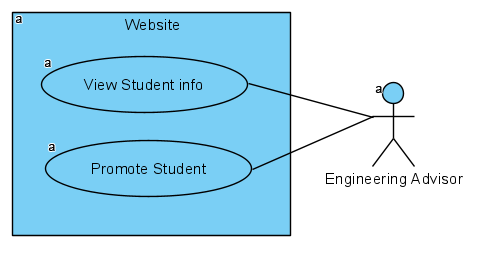 a
Website
a
View Student info
a
a
Promote Student
Engineering Advisor